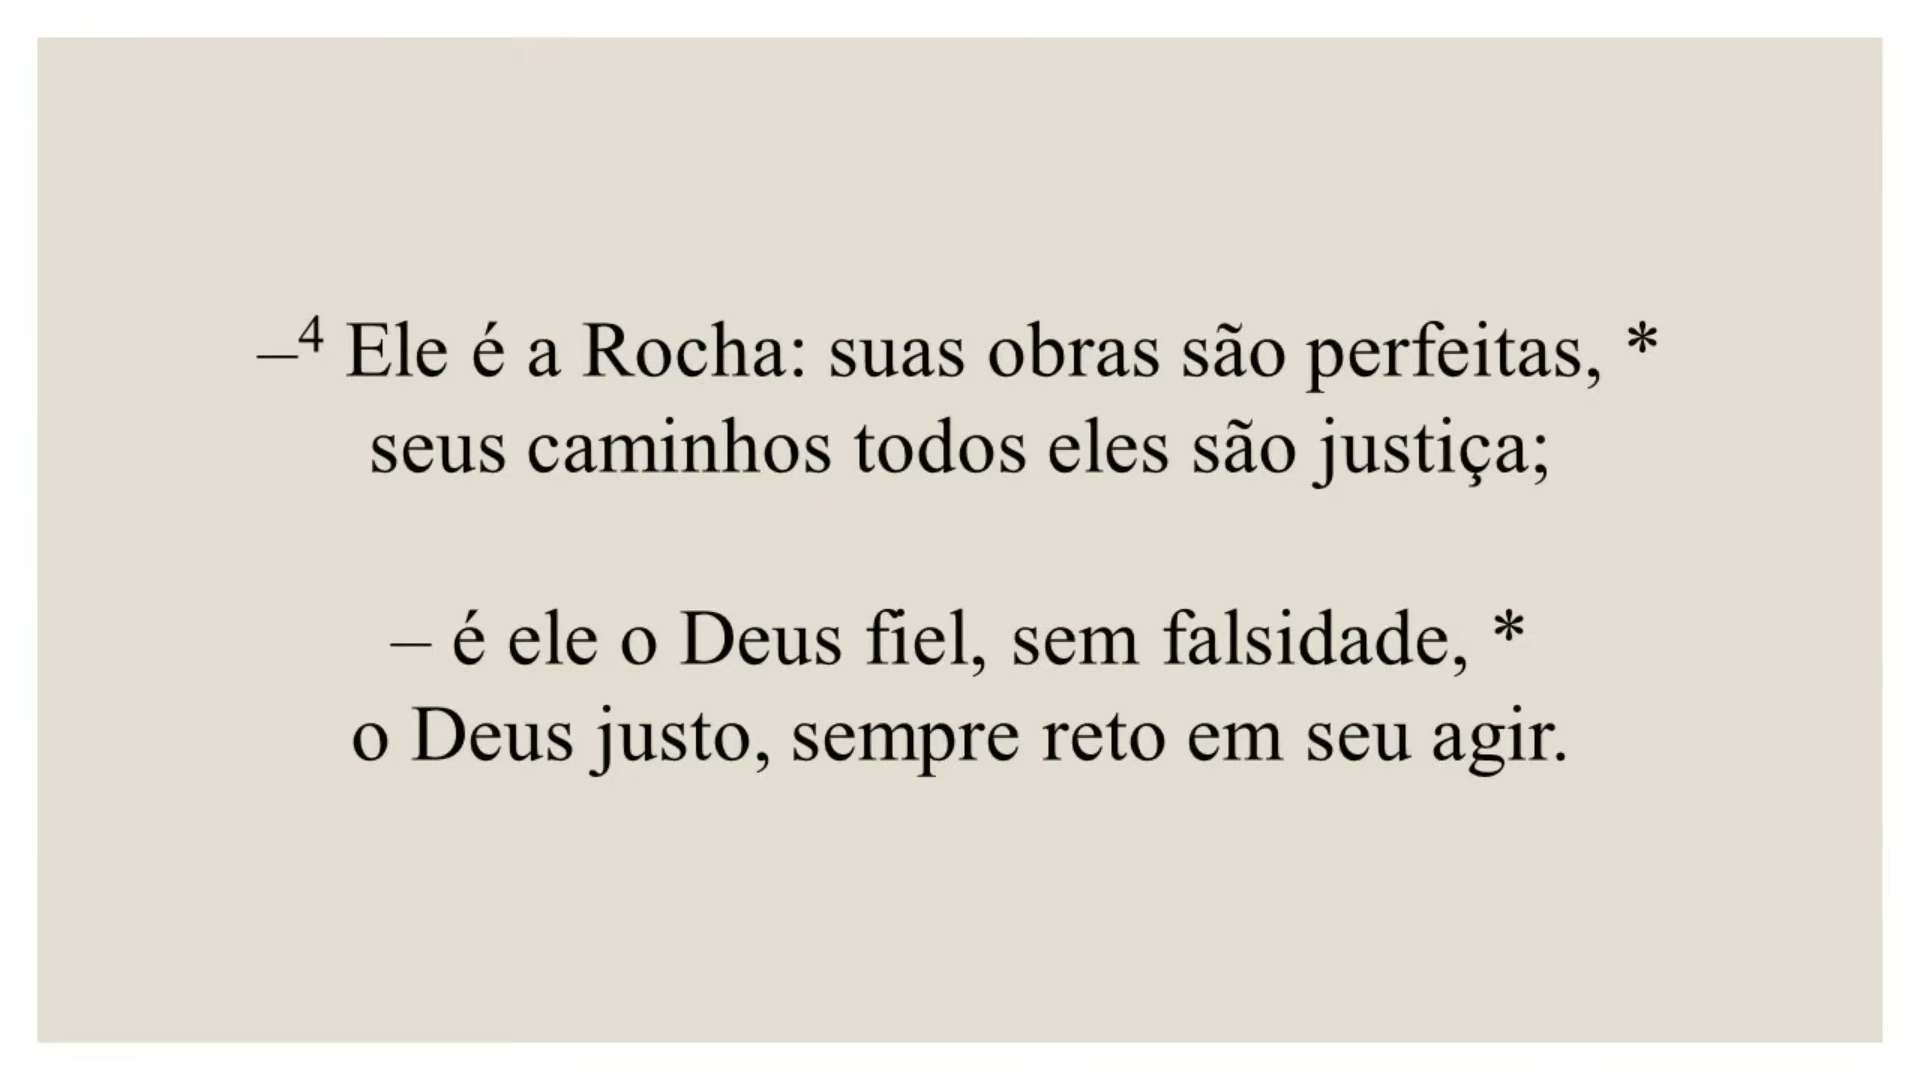 –⁴ Ele é a Rocha: suas obras são perfeitas, *
seus caminhos todos eles são justiça;
– é ele o Deus fiel, sem falsidade, *
o Deus justo, sempre reto em seu agir.